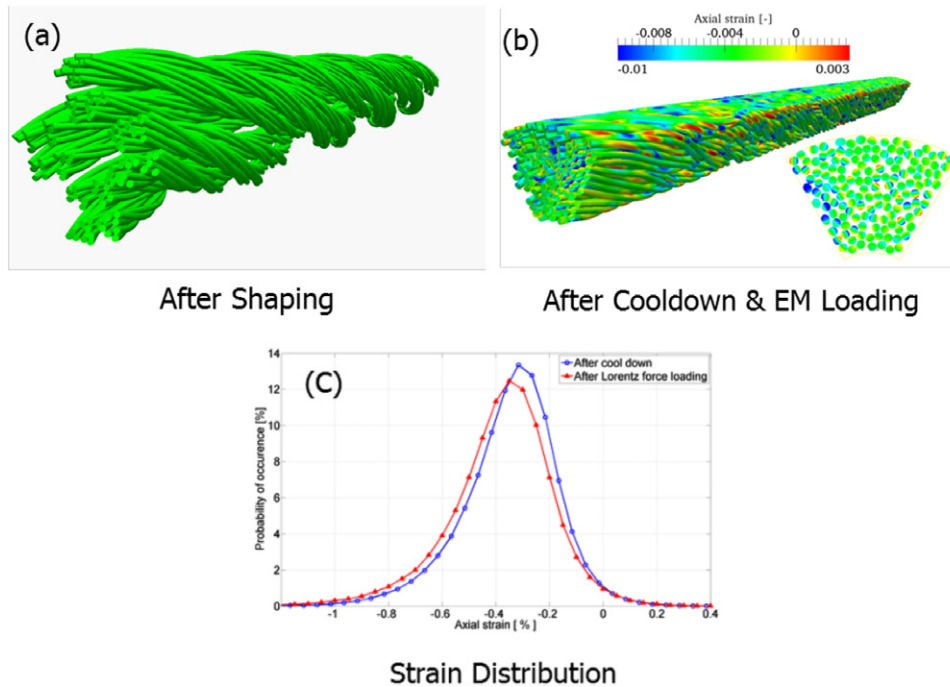 (a)
(b)
Axial strain [-]
-0.008 -0.004 0
-0.01 0.003
After Shaping
After Cooldown & EM Loading
(C)
After cool down
After Lorentz force loading
Probability of occurence [%]
14
12
10
8
6
4
2
0
-1 -0.8 -0.6 -0.4 -0.2 0 0.2 0.4
Axial strain [ % ]
Strain Distribution